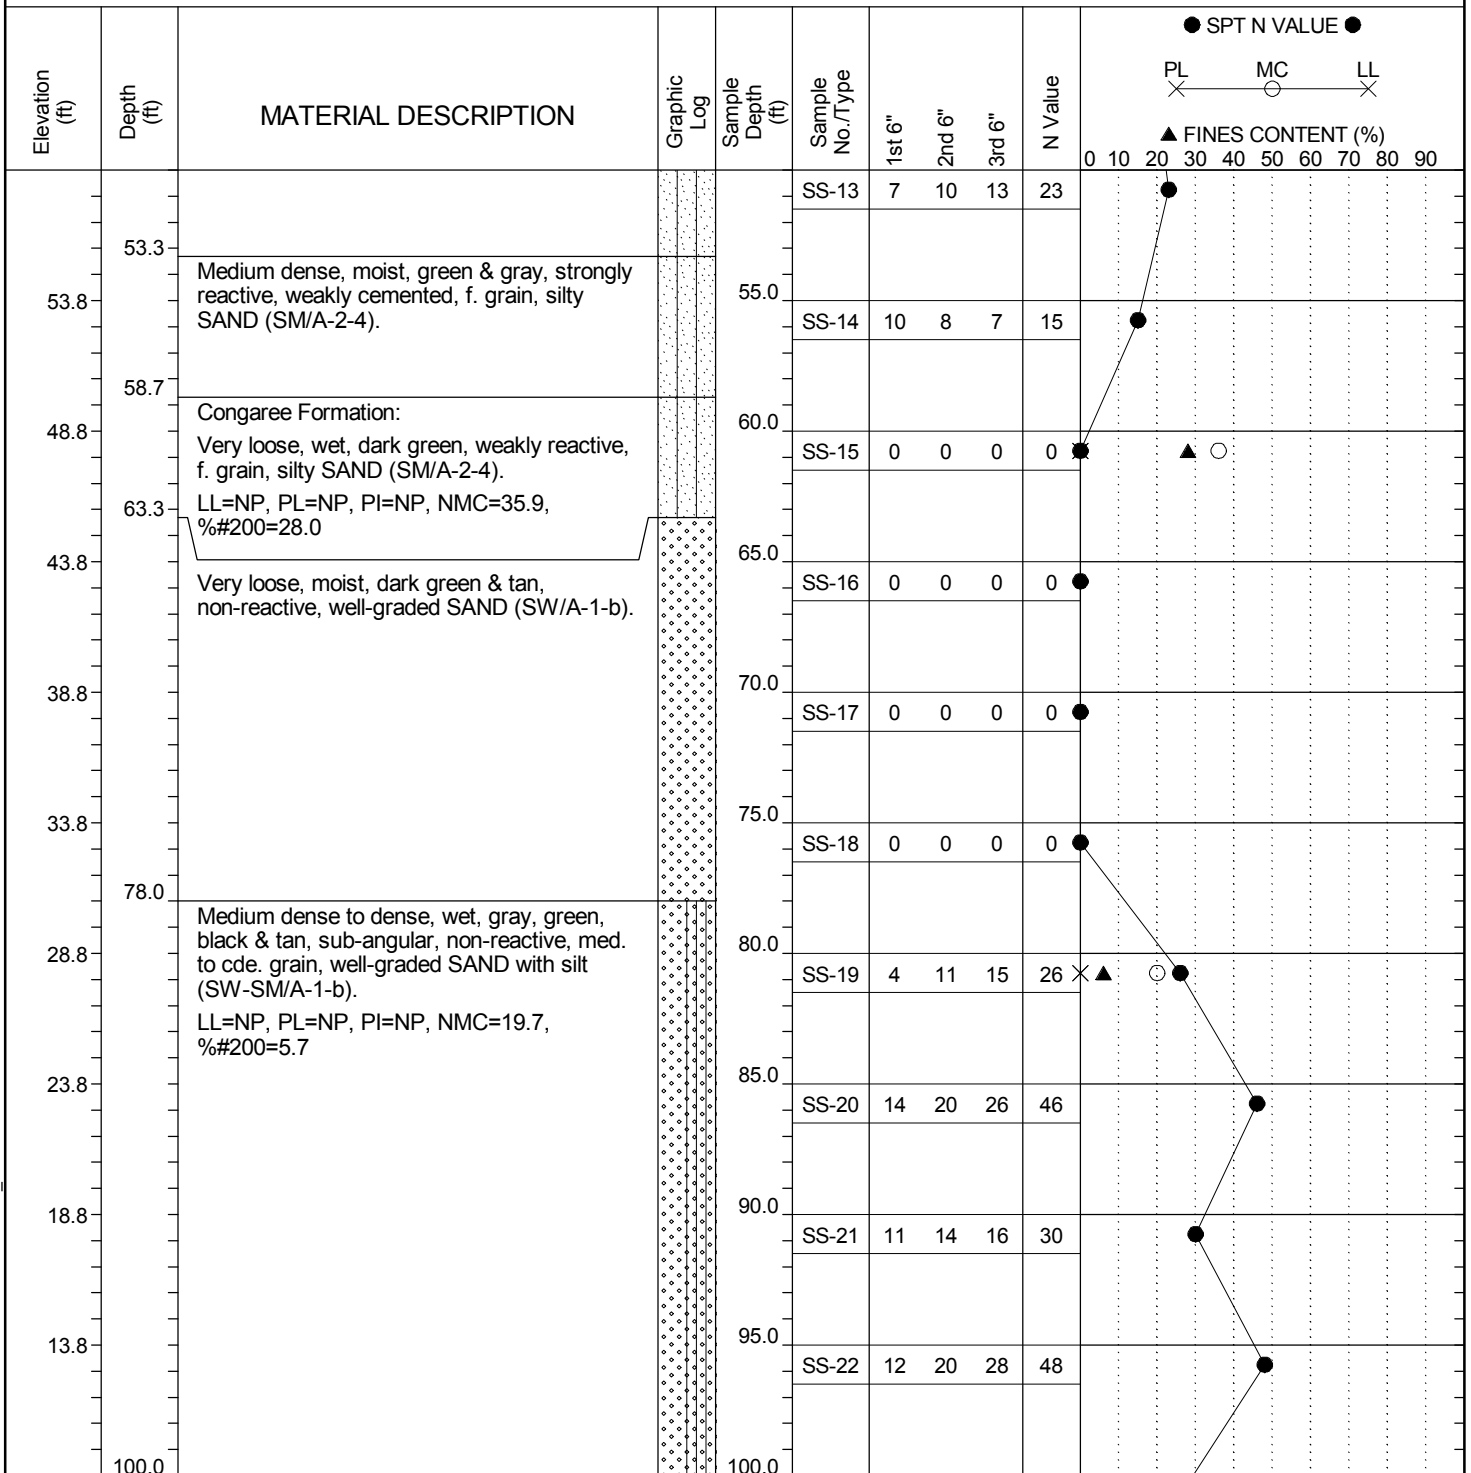 ● SPT N VALUE ●
PL MC LL
▲ FINES CONTENT (%)
Elevation (ft)
Depth (ft)
MATERIAL DESCRIPTION
Graphic Log
Sample Depth (ft)
Sample No./Type
1st 6"
2nd 6"
3rd 6"
N Value
0 10 20 30 40 50 60 70 80 90
SS-13 7 10 13 23
53.3
Medium dense, moist, green & gray, strongly
reactive, weakly cemented, f. grain, silty
SAND (SM/A-2-4).
53.8
55.0
SS-14 10 8 7 15
58.7
Congaree Formation:
Very loose, wet, dark green, weakly reactive,
f. grain, silty SAND (SM/A-2-4).
LL=NP, PL=NP, PI=NP, NMC=35.9,
%#200=28.0
48.8
60.0
SS-15 0 0 0 0
63.3
43.8
65.0
Very loose, moist, dark green & tan,
non-reactive, well-graded SAND (SW/A-1-b).
SS-16 0 0 0 0
38.8
70.0
SS-17 0 0 0 0
33.8
75.0
SS-18 0 0 0 0
78.0
Medium dense to dense, wet, gray, green,
black & tan, sub-angular, non-reactive, med.
to cde. grain, well-graded SAND with silt
(SW-SM/A-1-b).
LL=NP, PL=NP, PI=NP, NMC=19.7,
%#200=5.7
28.8
80.0
SS-19 4 11 15 26
23.8
85.0
SS-20 14 20 26 46
18.8
90.0
SS-21 11 14 16 30
13.8
95.0
SS-22 12 20 28 48
100.0
100.0